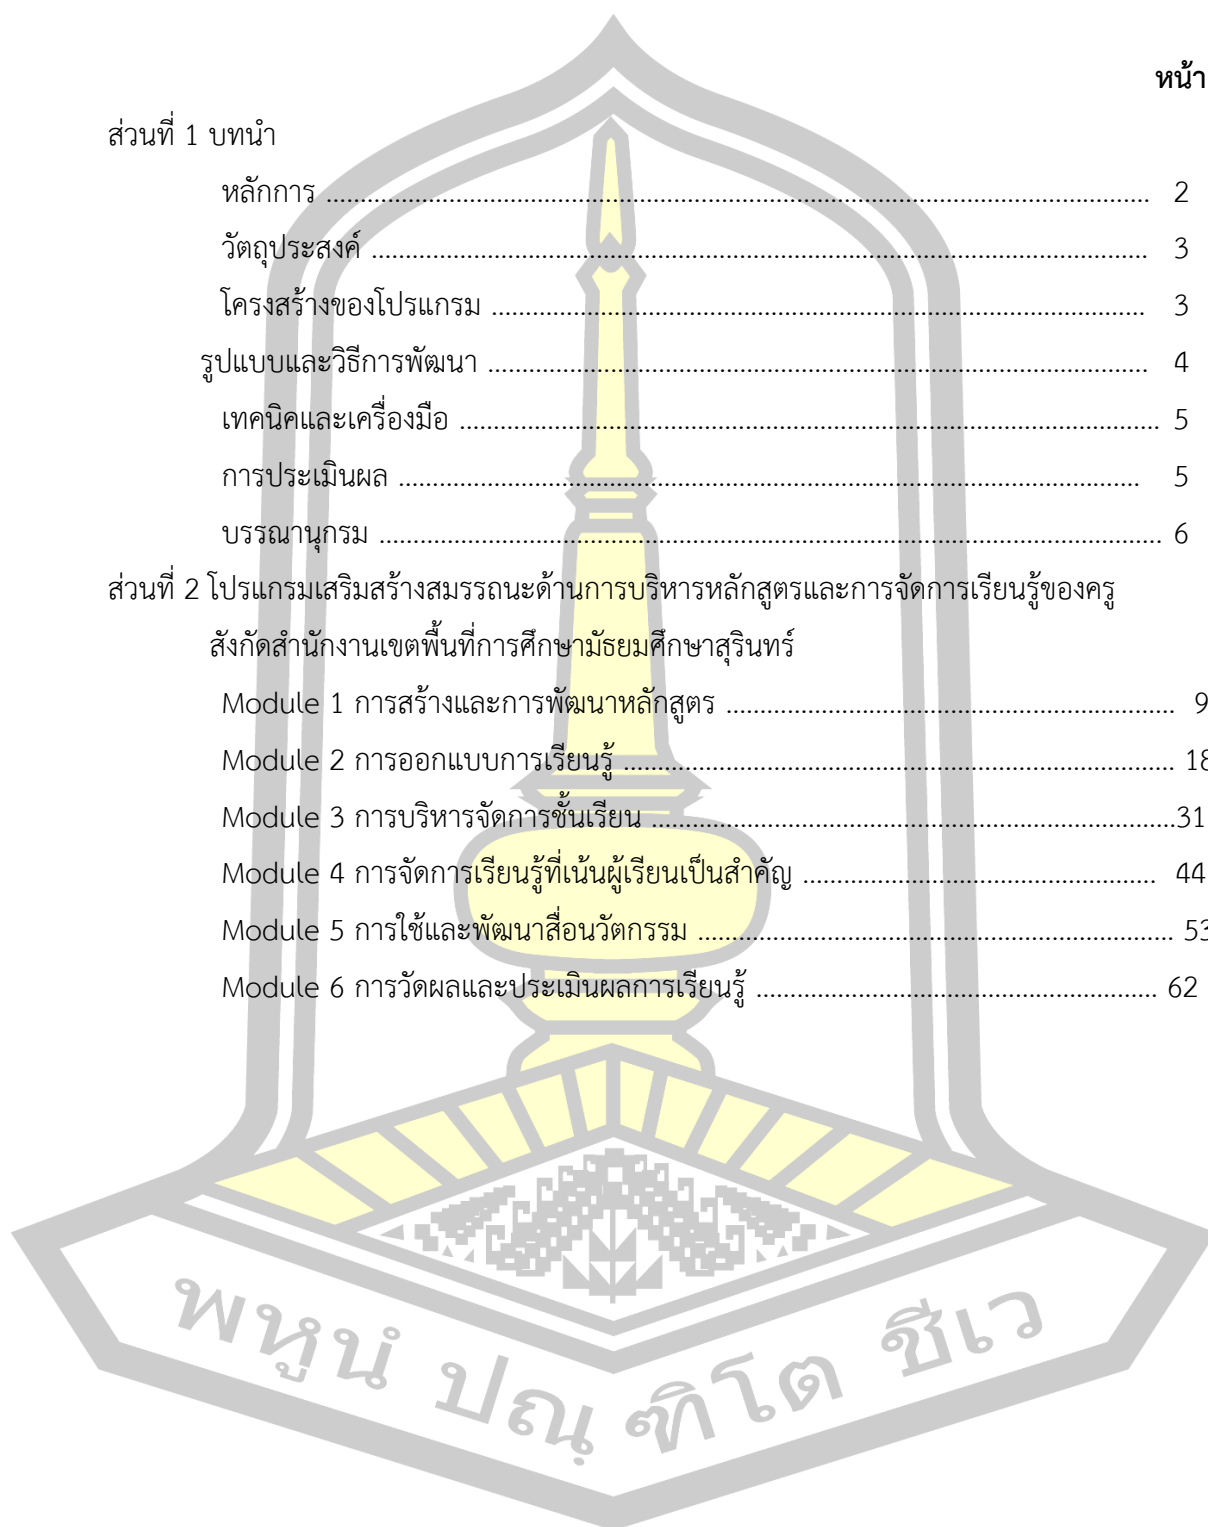 หน้า
ส่วนที่ 1 บทนำ
หลักการ .................................................................................................. 2
วัตถุประสงค์ ............................................................................................. 3
โครงสร้างของโปรแกรม .............................................................................. 3
รูปแบบและวิธีการพัฒนา ............................................................................... 4
เทคนิคและเครื่องมือ .................................................................................... 5
การประเมินผล ......................................................................................... 5
บรรณานุกรม ............................................................................................. 6
ส่วนที่ 2 โปรแกรมเสริมสร้างสมรรถนะด้านการบริหารหลักสูตรและการจัดการเรียนรู้ของครู
สังกัดสำนักงานเขตพื้นที่การศึกษามัธยมศึกษาสุรินทร์
Module 1 การสร้างและการพัฒนาหลักสูตร ...................................................... 9
Module 2 การออกแบบการเรียนรู้ .................................................................. 18
Module 3 การบริหารจัดการชั้นเรียน ...............................................................31
Module 4 การจัดการเรียนรู้ที่เน้นผู้เรียนเป็นสำคัญ .......................................... 44
Module 5 การใช้และพัฒนาสื่อนวัตกรรม ......................................................... 53
Module 6 การวัดผลและประเมินผลการเรียนรู้ ................................................ 62
พหูนํ ปณฺฑิโต ชีเว